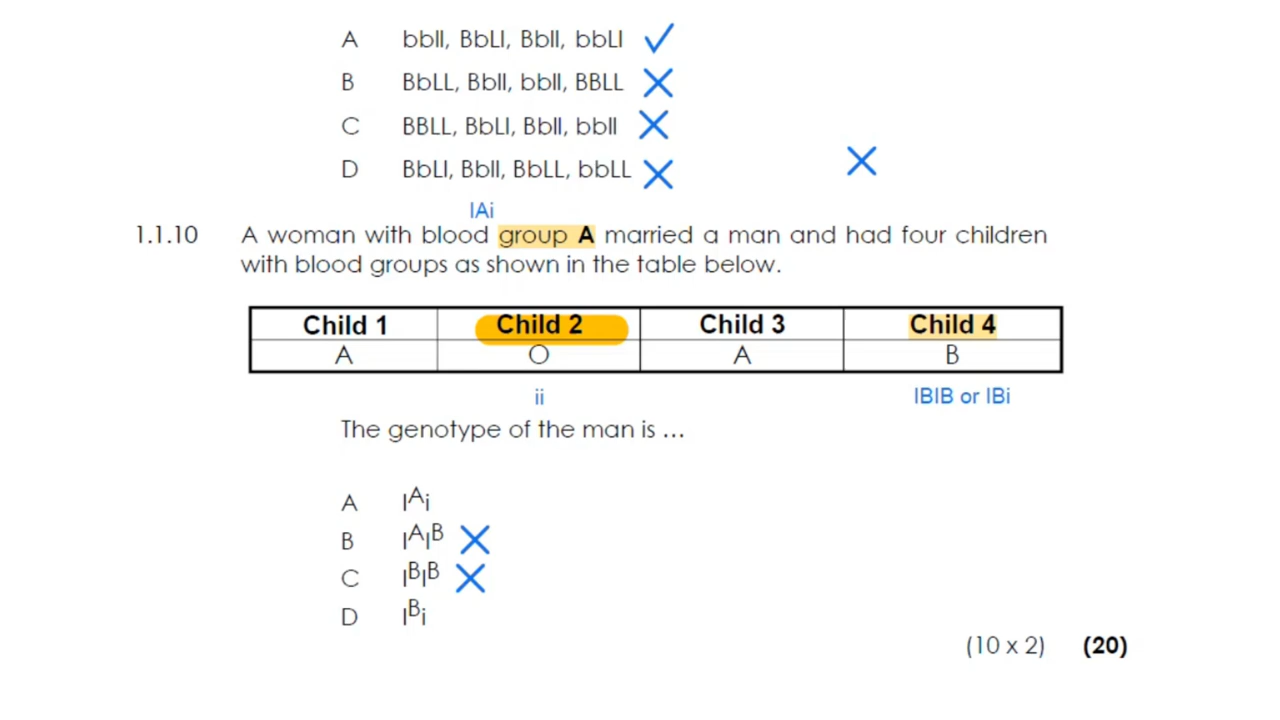 A bbll, BbLl, Bbll, bbLl
B BbLL, Bbll, bbll, BBLL
C BBLL, BbLl, Bbll, bbll
D BbLl, Bbll, BbLL, bbLL
IAi
1.1.10 A woman with blood group A married a man and had four children
with blood groups as shown in the table below.
Child 1 Child 2 Child 3 Child 4
A O A B
ii IBIB or IBi
The genotype of the man is ...
A Iᴬi
B IᴬIᴮ
C IᴮIᴮ
D Iᴮi
(10 x 2) (20)